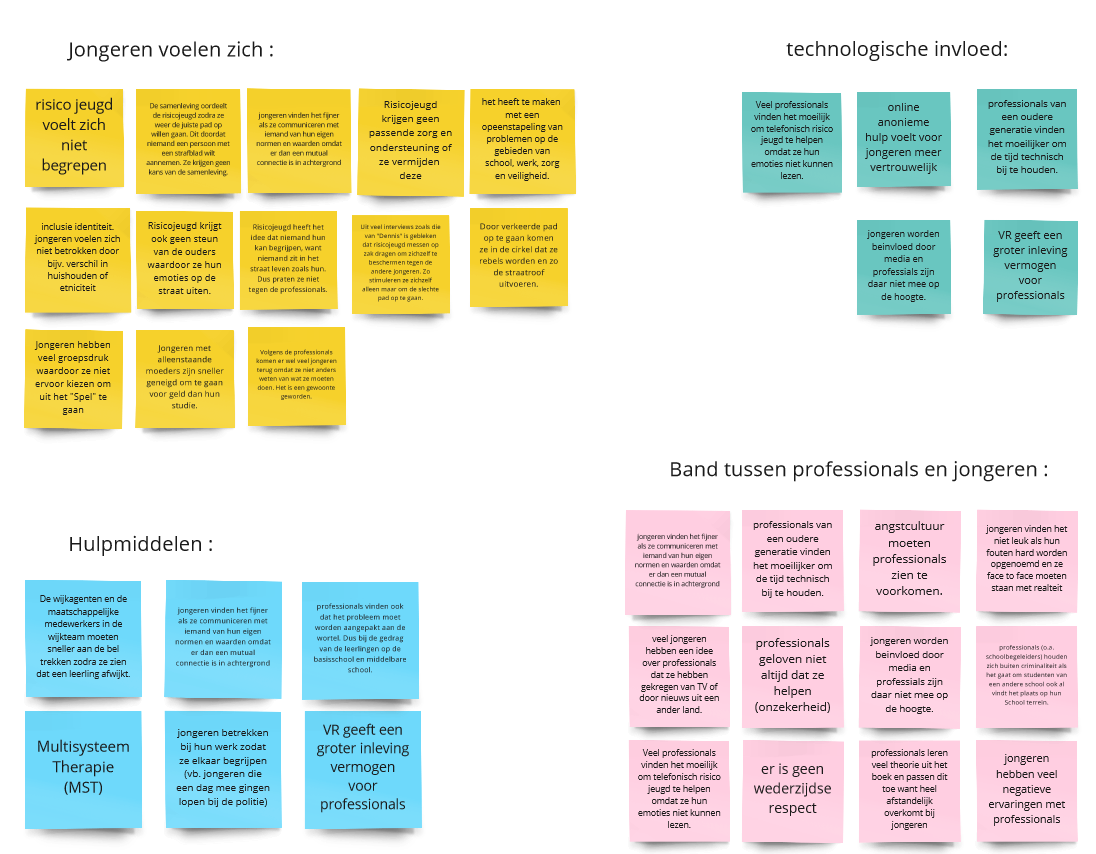 Jongeren voelen zich :
risico jeugd
voelt zich
niet
begrepen
De samenleving oordeelt
de risicojeugd zodra ze
weer de juiste pad op
willen gaan. Dit doordat
niemand een persoon met
een strafblad wilt
aannemen. Ze krijgen geen
kans van de samenleving.
jongeren vinden het fijner
als ze communiceren met
iemand van hun eigen
normen en waarden omdat
er dan een mutual
connectie is in achtergrond
Risicojeugd
krijgen geen
passende zorg en
ondersteuning of
ze vermijden
deze
het heeft te maken
met een
opeenstapeling van
problemen op de
gebieden van
school, werk, zorg
en veiligheid.
inclusie identiteit.
jongeren voelen zich
niet betrokken door
bijv. verschil in
huishouden of
etniciteit
Risicojeugd krijgt
ook geen steun
van de ouders
waardoor ze hun
emoties op de
straat uiten.
Risicojeugd heeft het
idee dat niemand hun
kan begrijpen, want
niemand zit in het
straat leven zoals hun.
Dus praten ze niet
tegen de professionals.
Uit veel interviews zoals die
van "Dennis" is gebleken
dat risicojeugd messen op
zak dragen om zichzelf te
beschermen tegen de
andere jongeren. Zo
stimuleren ze zichzelf
alleen maar om de slechte
pad op te gaan.
Door verkeerde pad
op te gaan komen
ze in de cirkel dat ze
rebels worden en zo
de straatroof
uitvoeren.
Jongeren hebben
veel groepsdruk
waardoor ze niet
ervoor kiezen om
uit het "Spel" te
gaan
Jongeren met
alleenstaande
moeders zijn sneller
geneigd om te gaan
voor geld dan hun
studie.
Volgens de professionals
komen er wel veel jongeren
terug omdat ze niet anders
weten van wat ze moeten
doen. Het is een gewoonte
geworden.
technologische invloed:
Veel professionals
vinden het moeilijk
om telefonisch risico
jeugd te helpen
omdat ze hun
emoties niet kunnen
lezen.
online
anonieme
hulp voelt voor
jongeren meer
vertrouwelijk
professionals van
een oudere
generatie vinden
het moeilijker om
de tijd technisch
bij te houden.
jongeren worden
beinvloed door
media en
professials zijn
daar niet mee op
de hoogte.
VR geeft een
groter inleving
vermogen
voor
professionals
Hulpmiddelen :
De wijkagenten en de
maatschappelijke
medewerkers in de
wijkteam moeten
sneller aan de bel
trekken zodra ze zien
dat een leerling afwijkt.
jongeren vinden het fijner
als ze communiceren met
iemand van hun eigen
normen en waarden omdat
er dan een mutual
connectie is in achtergrond
professionals vinden ook
dat het probleem moet
worden aangepakt aan de
wortel. Dus bij de gedrag
van de leerlingen op de
basisschool en middelbare
school.
Multisysteem
Therapie
(MST)
jongeren betrekken
bij hun werk zodat
ze elkaar begrijpen
(vb. jongeren die
een dag mee gingen
lopen bij de politie)
VR geeft een
groter inleving
vermogen
voor
professionals
Band tussen professionals en jongeren :
jongeren vinden het fijner
als ze communiceren met
iemand van hun eigen
normen en waarden omdat
er dan een mutual
connectie is in achtergrond
professionals van
een oudere
generatie vinden
het moeilijker om
de tijd technisch
bij te houden.
angstcultuur
moeten
professionals
zien te
voorkomen.
jongeren vinden het
niet leuk als hun
fouten hard worden
opgenoemd en ze
face to face moeten
staan met realteit
veel jongeren
hebben een idee
over professionals
dat ze hebben
gekregen van TV of
door nieuws uit een
ander land.
professionals
geloven niet
altijd dat ze
helpen
(onzekerheid)
jongeren worden
beinvloed door
media en
professials zijn
daar niet mee op
de hoogte.
professionals (o.a.
schoolbegeleiders) houden
zich buiten criminaliteit als
het gaat om studenten van
een andere school ook al
vindt het plaats op hun
School terrein.
Veel professionals
vinden het moeilijk
om telefonisch risico
jeugd te helpen
omdat ze hun
emoties niet kunnen
lezen.
er is geen
wederzijdse
respect
professionals leren
veel theorie uit het
boek en passen dit
toe want heel
afstandelijk
overkomt bij
jongeren
jongeren
hebben veel
negatieve
ervaringen met
professionals